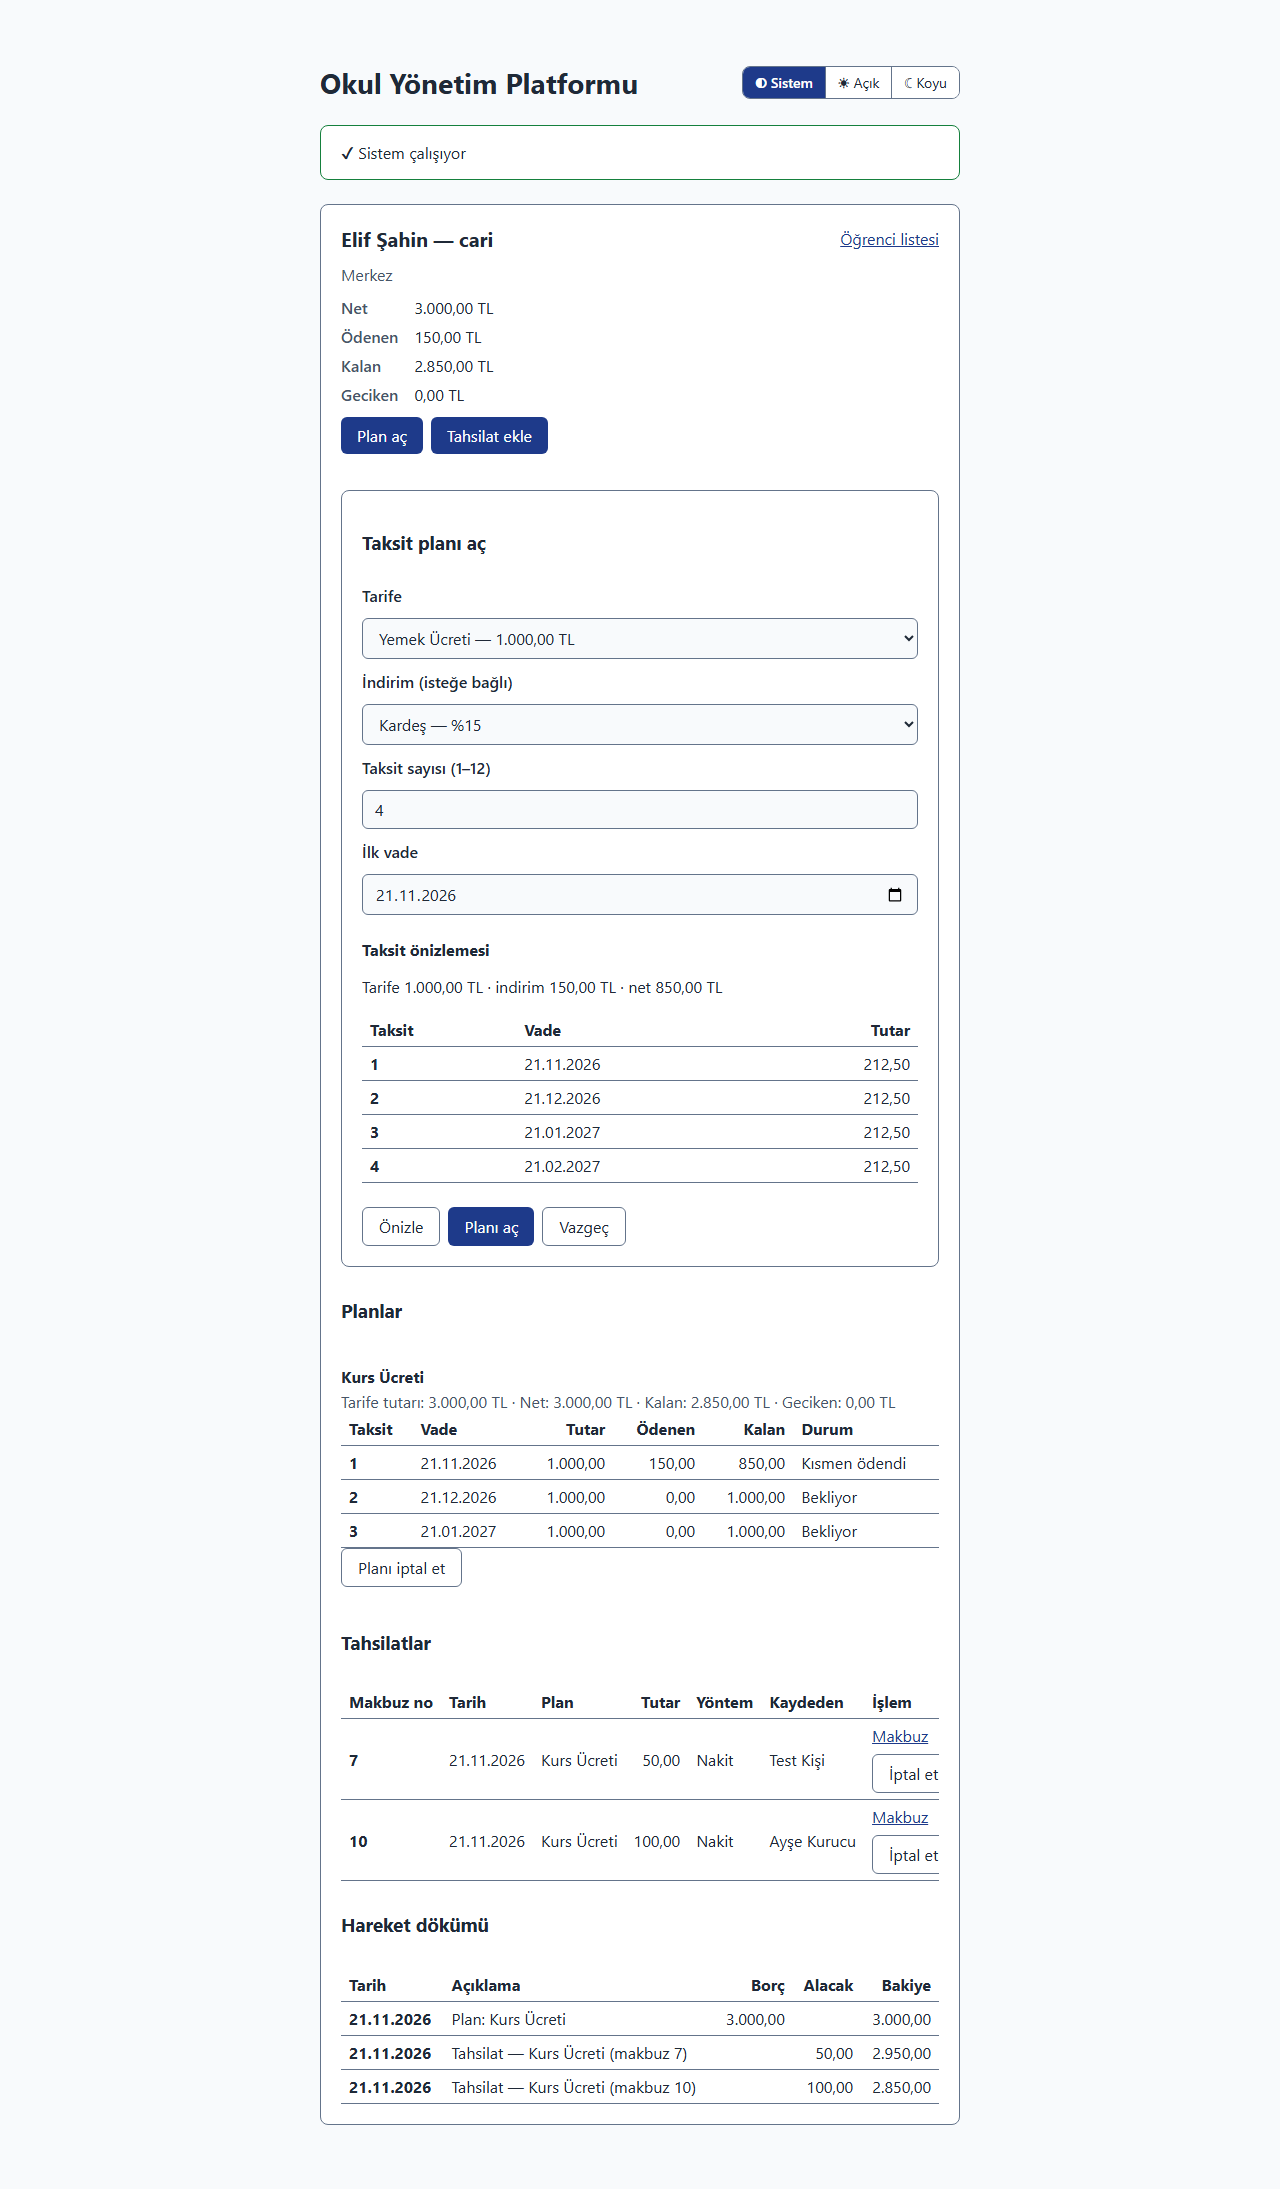 Okul Yönetim Platformu
◐ Sistem ☀ Açık ☾ Koyu
✓ Sistem çalışıyor
Elif Şahin — cari Öğrenci listesi
Merkez
Net 3.000,00 TL
Ödenen 150,00 TL
Kalan 2.850,00 TL
Geciken 0,00 TL
Plan aç Tahsilat ekle
Taksit planı aç
Tarife
Yemek Ücreti — 1.000,00 TL
İndirim (isteğe bağlı)
Kardeş — %15
Taksit sayısı (1–12)
4
İlk vade
21.11.2026
Taksit önizlemesi
Tarife 1.000,00 TL · indirim 150,00 TL · net 850,00 TL
Taksit Vade Tutar
1 21.11.2026 212,50
2 21.12.2026 212,50
3 21.01.2027 212,50
4 21.02.2027 212,50
Önizle Planı aç Vazgeç
Planlar
Kurs Ücreti
Tarife tutarı: 3.000,00 TL · Net: 3.000,00 TL · Kalan: 2.850,00 TL · Geciken: 0,00 TL
Taksit Vade Tutar Ödenen Kalan Durum
1 21.11.2026 1.000,00 150,00 850,00 Kısmen ödendi
2 21.12.2026 1.000,00 0,00 1.000,00 Bekliyor
3 21.01.2027 1.000,00 0,00 1.000,00 Bekliyor
Planı iptal et
Tahsilatlar
Makbuz no Tarih Plan Tutar Yöntem Kaydeden İşlem
7 21.11.2026 Kurs Ücreti 50,00 Nakit Test Kişi Makbuz
İptal et
10 21.11.2026 Kurs Ücreti 100,00 Nakit Ayşe Kurucu Makbuz
İptal et
Hareket dökümü
Tarih Açıklama Borç Alacak Bakiye
21.11.2026 Plan: Kurs Ücreti 3.000,00 3.000,00
21.11.2026 Tahsilat — Kurs Ücreti (makbuz 7) 50,00 2.950,00
21.11.2026 Tahsilat — Kurs Ücreti (makbuz 10) 100,00 2.850,00